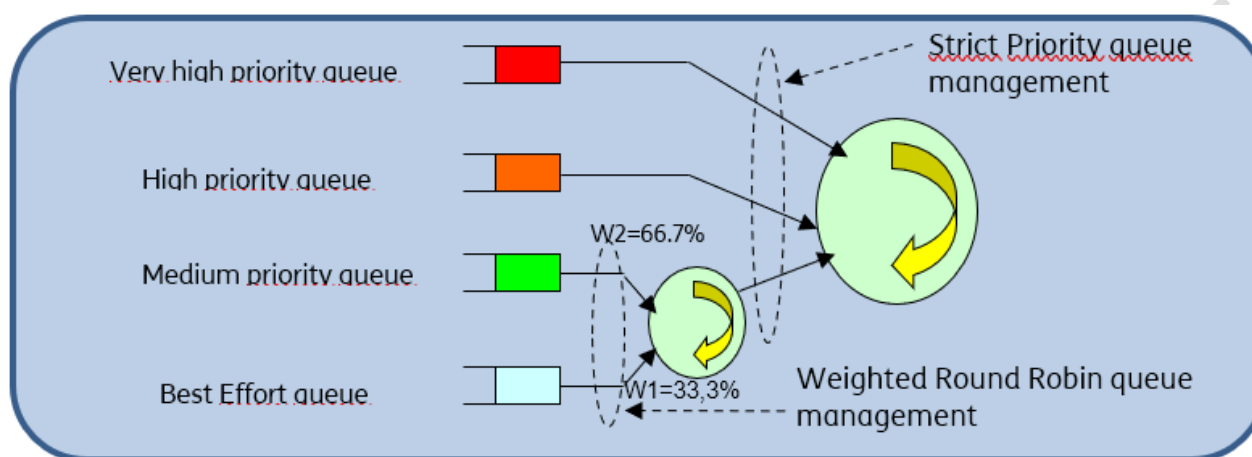 Very high priority queue
Strict Priority queue
management
High priority queue
W2=66.7%
Medium priority queue
Best Effort queue
W1=33,3%
Weighted Round Robin queue
management